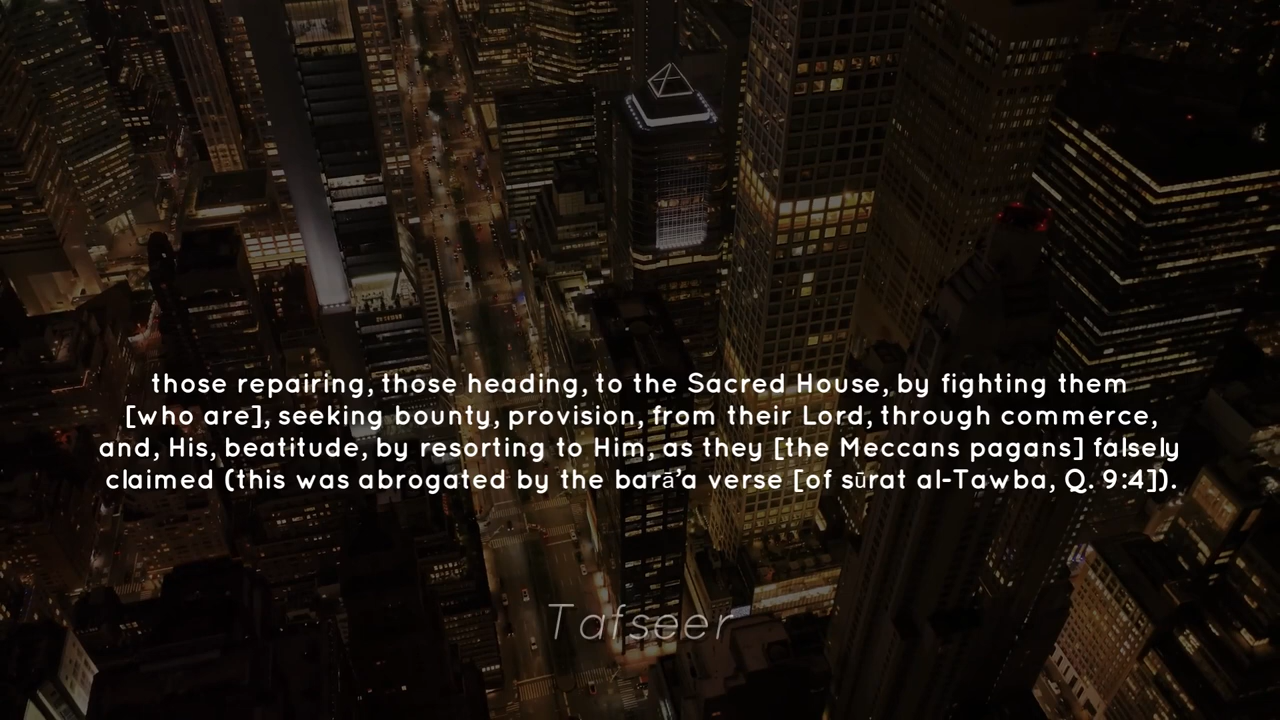 those repairing, those heading, to the Sacred House, by fighting them
[who are], seeking bounty, provision, from their Lord, through commerce,
and, His, beatitude, by resorting to Him, as they [the Meccans pagans] falsely
claimed (this was abrogated by the barā’a verse [of sūrat al-Tawba, Q. 9:4]).
Tafseer